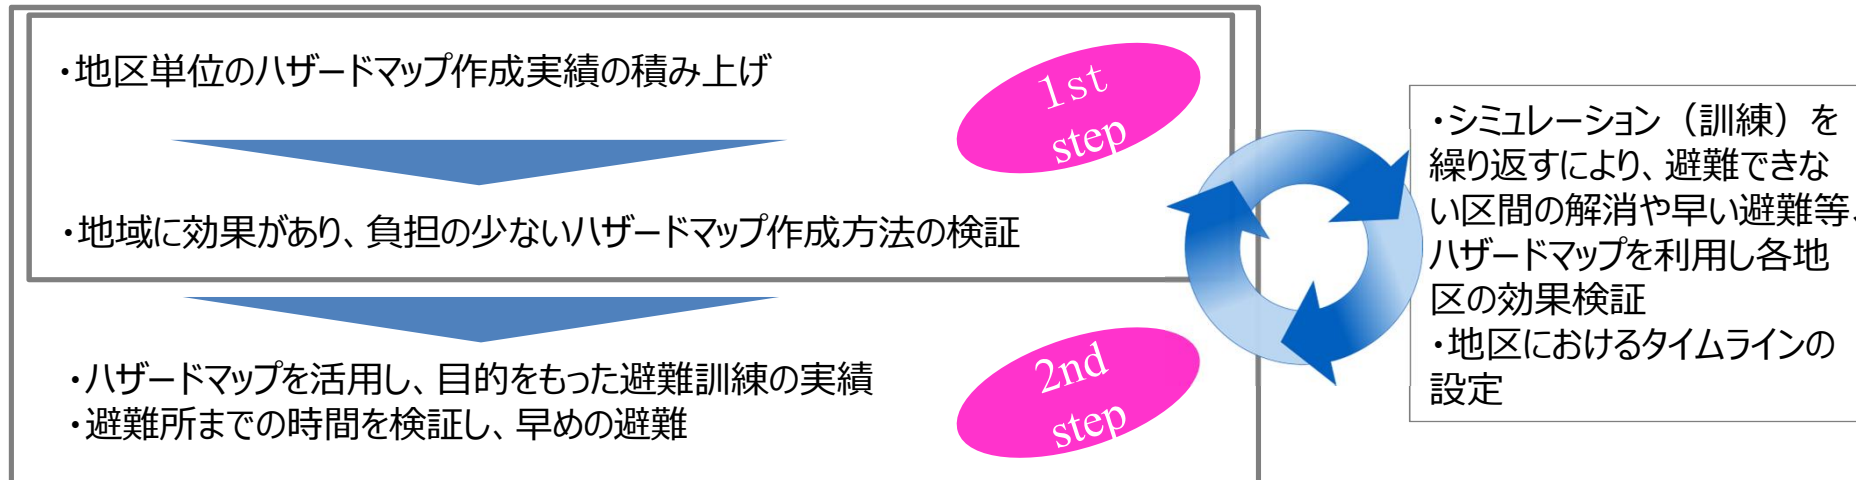 ・地区単位のハザードマップ作成実績の積み上げ
1st
step
・地域に効果があり、負担の少ないハザードマップ作成方法の検証
・ハザードマップを活用し、目的をもった避難訓練の実績
・避難所までの時間を検証し、早めの避難
2nd
step
・シミュレーション（訓練）を
繰り返すにより、避難できな
い区間の解消や早い避難等、
ハザードマップを利用し各地
区の効果検証
・地区におけるタイムラインの
設定